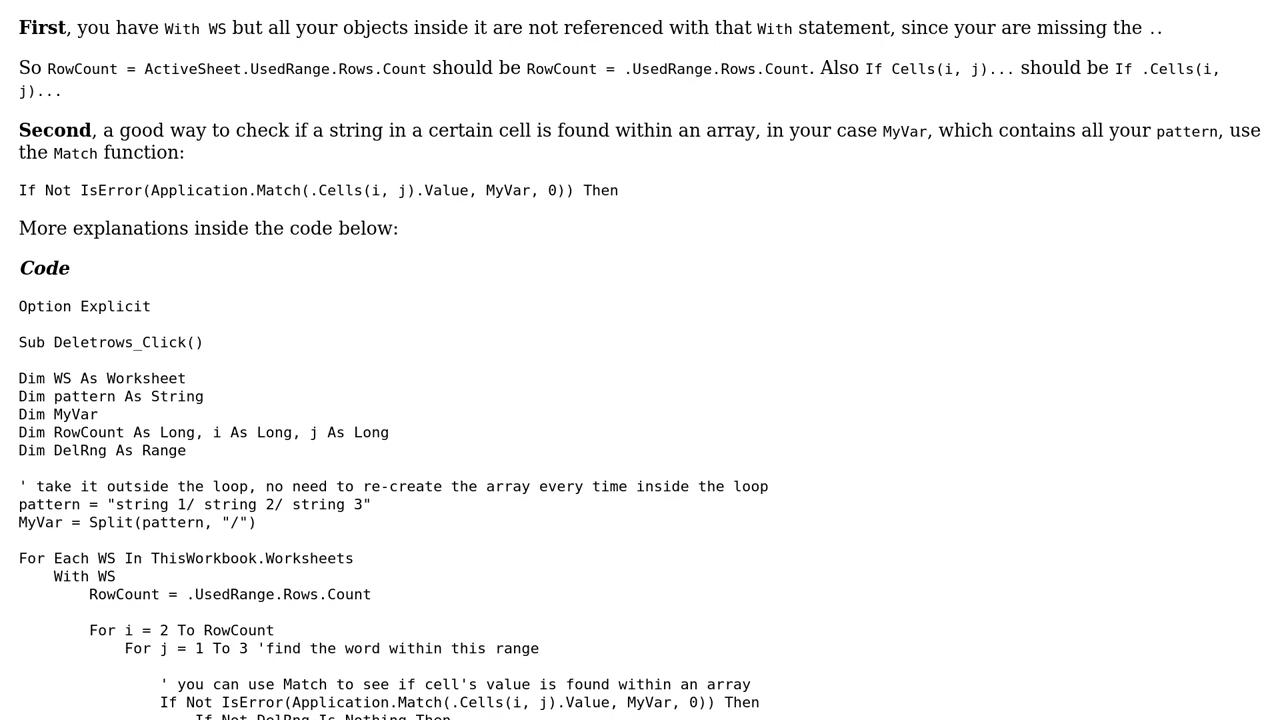 First, you have With WS but all your objects inside it are not referenced with that With statement, since your are missing the ..
So RowCount = ActiveSheet.UsedRange.Rows.Count should be RowCount = .UsedRange.Rows.Count. Also If Cells(i, j)... should be If .Cells(i,
j)...
Second, a good way to check if a string in a certain cell is found within an array, in your case MyVar, which contains all your pattern, use
the Match function:
If Not IsError(Application.Match(.Cells(i, j).Value, MyVar, 0)) Then
More explanations inside the code below:
Code
Option Explicit
Sub Deletrows_Click()
Dim WS As Worksheet
Dim pattern As String
Dim MyVar
Dim RowCount As Long, i As Long, j As Long
Dim DelRng As Range
' take it outside the loop, no need to re-create the array every time inside the loop
pattern = "string 1/ string 2/ string 3"
MyVar = Split(pattern, "/")
For Each WS In ThisWorkbook.Worksheets
With WS
RowCount = .UsedRange.Rows.Count
For i = 2 To RowCount
For j = 1 To 3 'find the word within this range
' you can use Match to see if cell's value is found within an array
If Not IsError(Application.Match(.Cells(i, j).Value, MyVar, 0)) Then
If Not DelRng Is Nothing Then